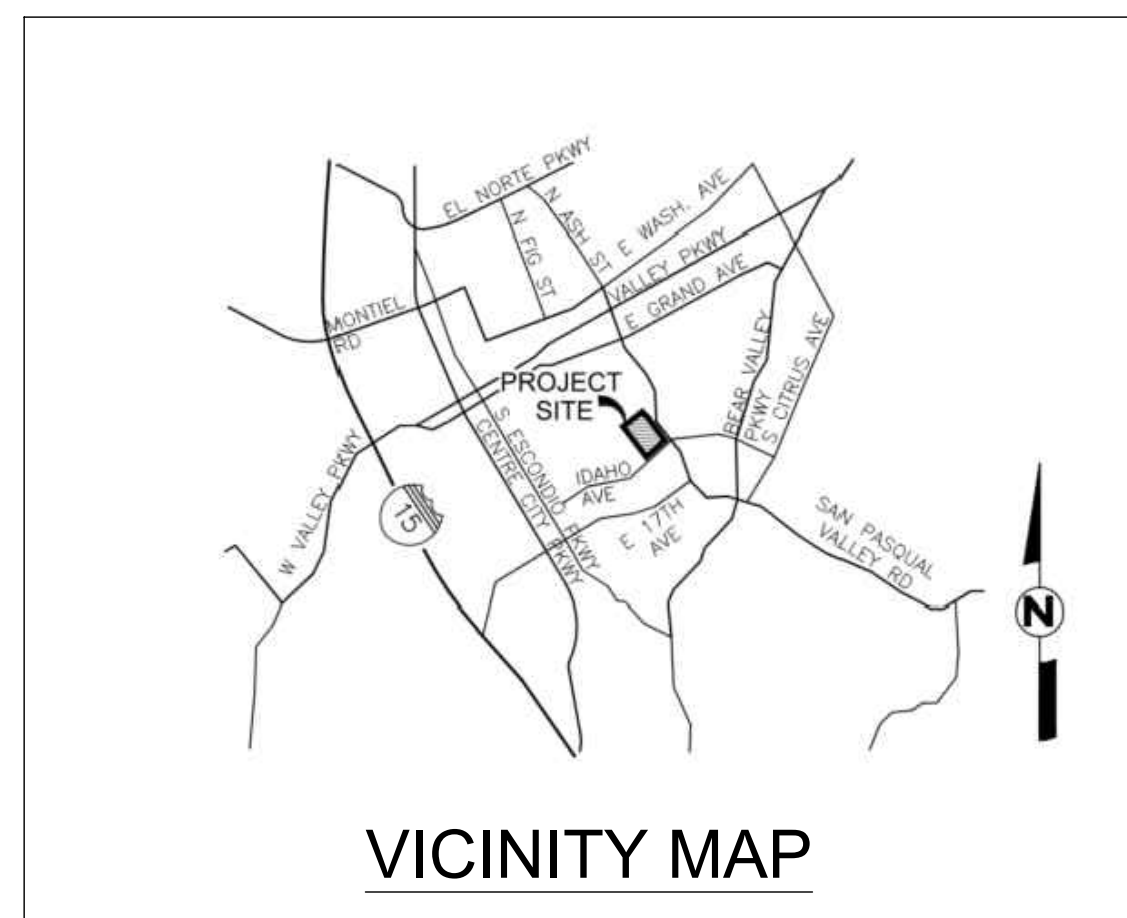 EL NORTE PKWY
N FIG ST
N ASH ST
E WASH. AVE
VALLEY PKWY
E GRAND AVE
MONTIEL
RD
PROJECT
SITE
BEAR VALLEY
PKWY
S CITRUS AVE
S ESCONDIO PKWY
CENTRE CITY PKWY
IDAHO
AVE
E 17TH
AVE
W VALLEY PKWY
15
SAN PASQUAL
VALLEY RD
N
VICINITY MAP